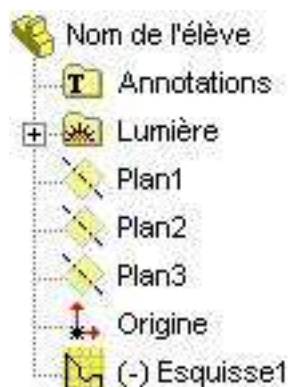 Nom de l'élève
Annotations
Lumière
Plan1
Plan2
Plan3
Origine
(-) Esquisse1